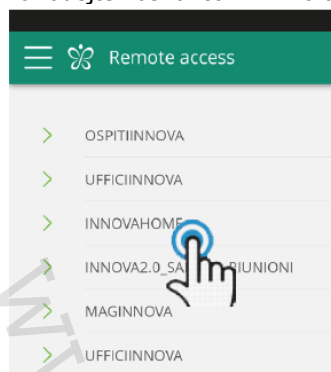 Remote access
OSPITIINNOVA
UFFICIINNOVA
INNOVAHOME
INNOVA2.0_SA RIUNIONI
MAGINNOVA
UFFICIINNOVA